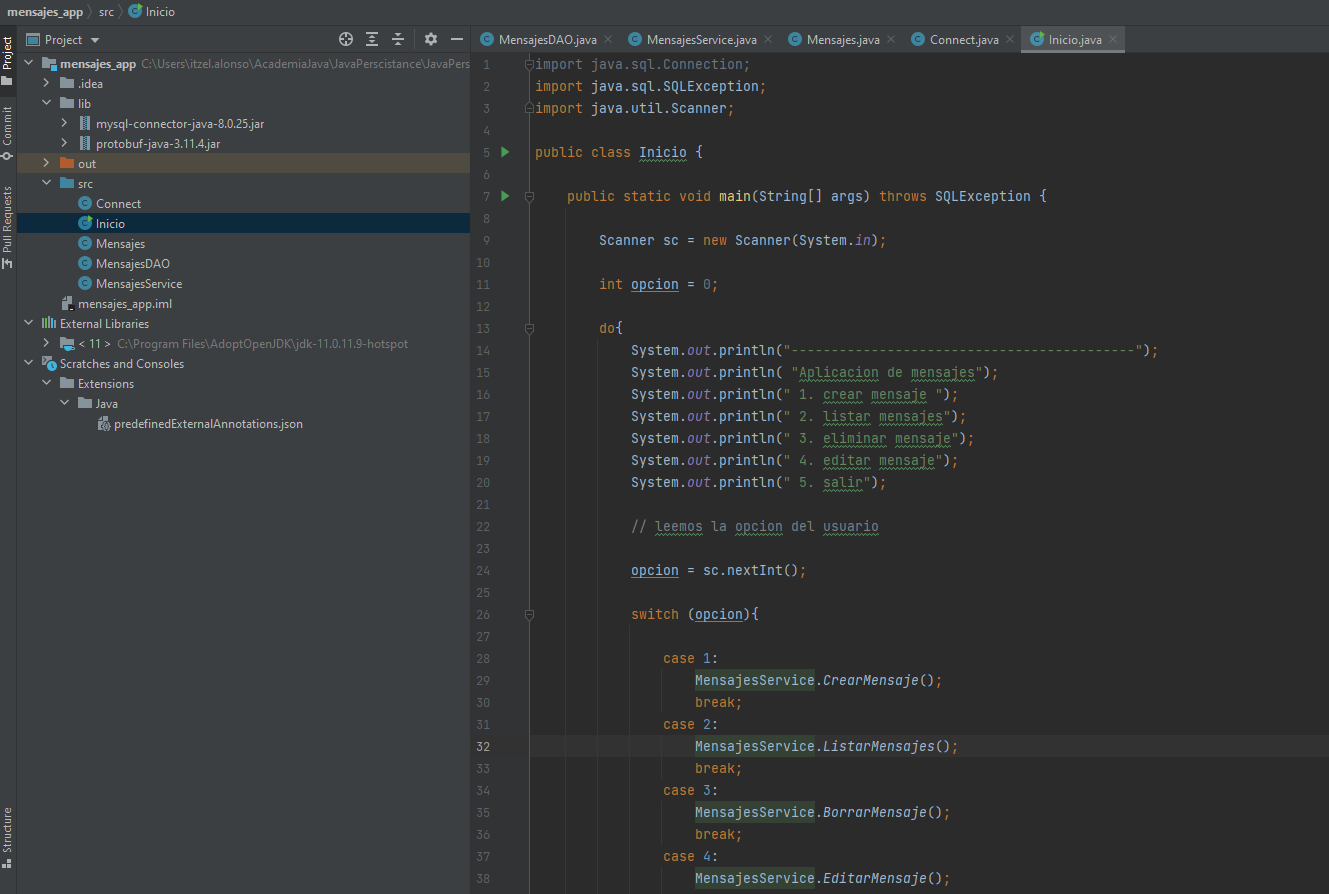 mensajes_app src Inicio
Project
MensajesDAO.java MensajesService.java Mensajes.java Connect.java Inicio.java
Project
Commit
Pull Requests
Structure
mensajes_app C:\Users\itzel.alonso\AcademiaJava\JavaPerscistance\JavaPers
.idea
lib
mysql-connector-java-8.0.25.jar
protobuf-java-3.11.4.jar
out
src
Connect
Inicio
Mensajes
MensajesDAO
MensajesService
mensajes_app.iml
External Libraries
< 11 > C:\Program Files\AdoptOpenJDK\jdk-11.0.11.9-hotspot
Scratches and Consoles
Extensions
Java
predefinedExternalAnnotations.json
1 import java.sql.Connection;
2 import java.sql.SQLException;
3 import java.util.Scanner;
4
5 public class Inicio {
6
7 public static void main(String[] args) throws SQLException {
8
9 Scanner sc = new Scanner(System.in);
10
11 int opcion = 0;
12
13 do{
14 System.out.println("-------------------------------------------");
15 System.out.println( "Aplicacion de mensajes");
16 System.out.println(" 1. crear mensaje ");
17 System.out.println(" 2. listar mensajes");
18 System.out.println(" 3. eliminar mensaje");
19 System.out.println(" 4. editar mensaje");
20 System.out.println(" 5. salir");
21
22 // leemos la opcion del usuario
23
24 opcion = sc.nextInt();
25
26 switch (opcion){
27
28 case 1:
29 MensajesService.CrearMensaje();
30 break;
31 case 2:
32 MensajesService.ListarMensajes();
33 break;
34 case 3:
35 MensajesService.BorrarMensaje();
36 break;
37 case 4:
38 MensajesService.EditarMensaje();